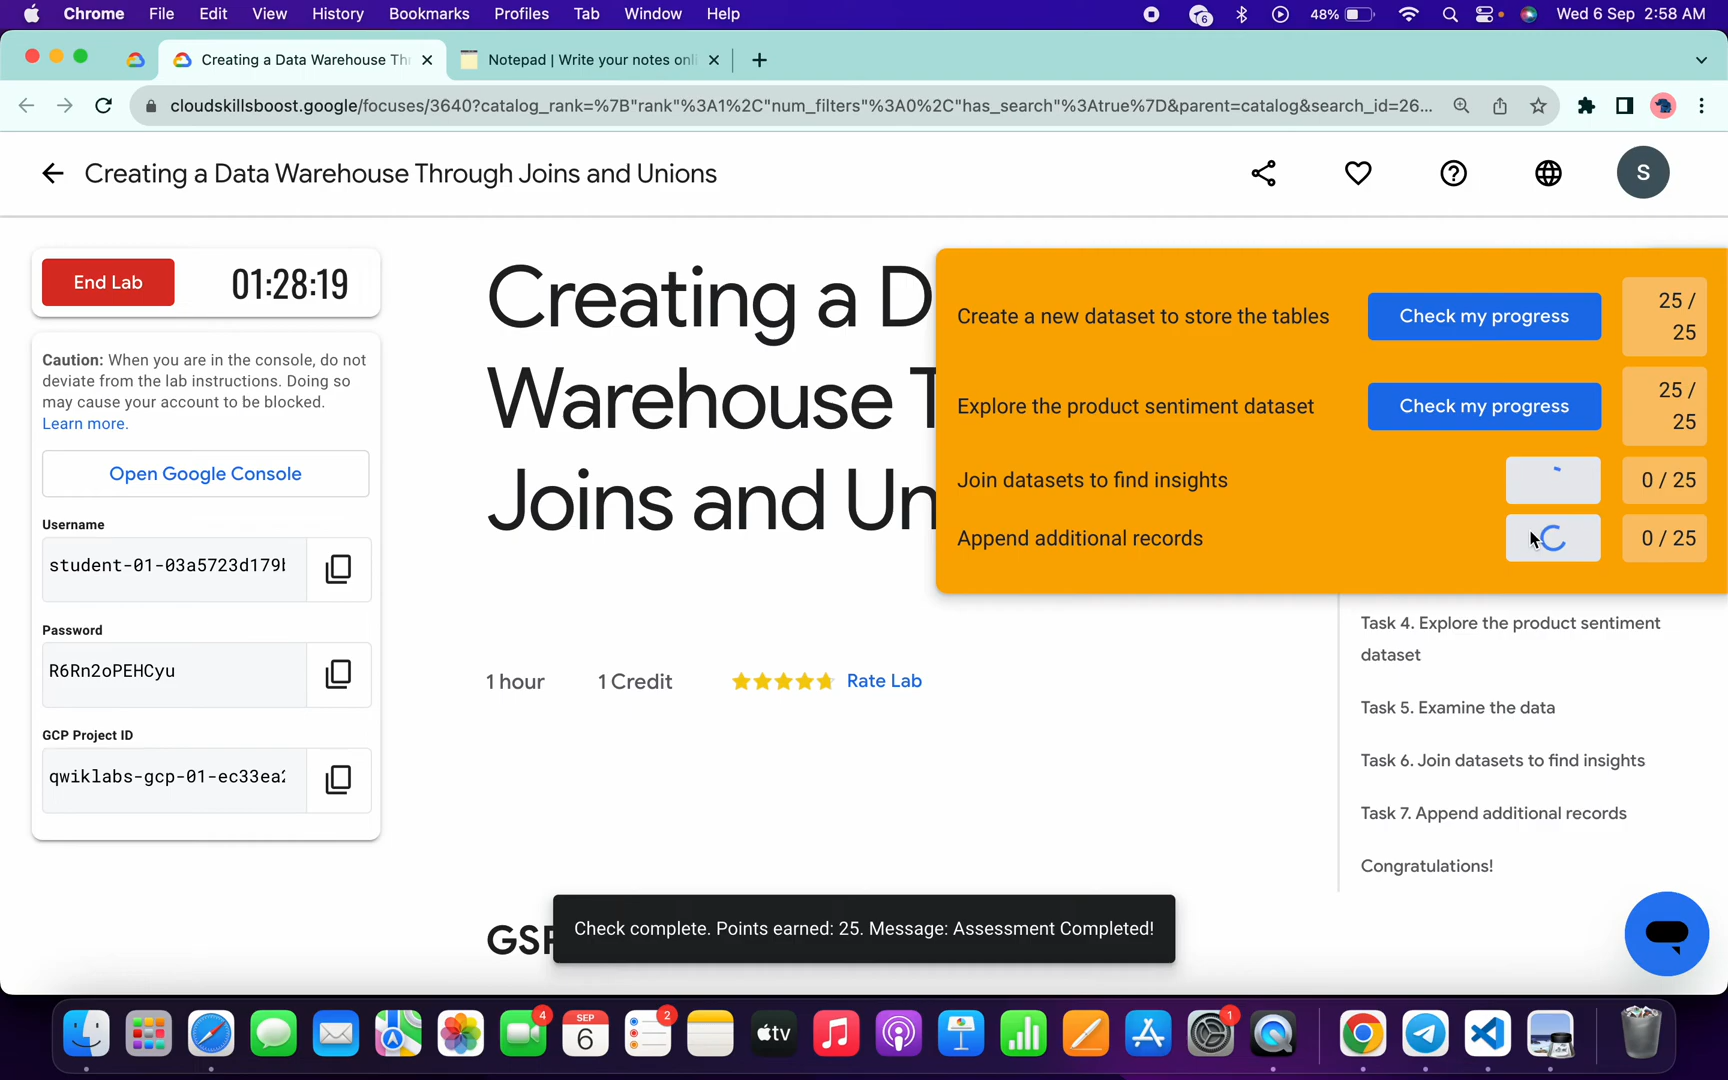 Chrome File Edit View History Bookmarks Profiles Tab Window Help
6
48%
Wed 6 Sep 2:58 AM
Creating a Data Warehouse Th
Notepad | Write your notes onli
cloudskillsboost.google/focuses/3640?catalog_rank=%7B"rank"%3A1%2C"num_filters"%3A0%2C"has_search"%3Atrue%7D&parent=catalog&search_id=26...
Creating a Data Warehouse Through Joins and Unions
S
End Lab
01:28:19
Caution: When you are in the console, do not
deviate from the lab instructions. Doing so
may cause your account to be blocked.
Learn more.
Open Google Console
Username
student-01-03a5723d179
Password
R6Rn2oPEHCyu
GCP Project ID
qwiklabs-gcp-01-ec33ea
Creating a D
Warehouse T
Joins and Un
1 hour
1 Credit
Rate Lab
GSP
Create a new dataset to store the tables
Check my progress
25 /
25
Explore the product sentiment dataset
Check my progress
25 /
25
Join datasets to find insights
0 / 25
Append additional records
0 / 25
Task 4. Explore the product sentiment
dataset
Task 5. Examine the data
Task 6. Join datasets to find insights
Task 7. Append additional records
Congratulations!
Check complete. Points earned: 25. Message: Assessment Completed!
4
SEP
6
2
tv
1